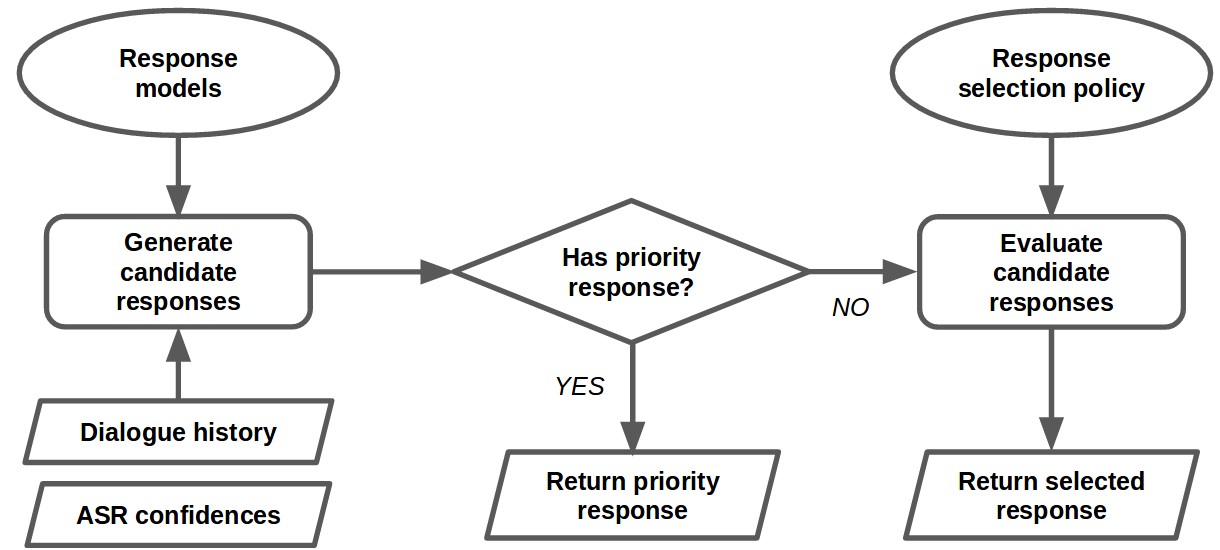 Response
models
Response
selection policy
Generate
candidate
responses
Has priority
response?
NO
Evaluate
candidate
responses
YES
Dialogue history
ASR confidences
Return priority
response
Return selected
response